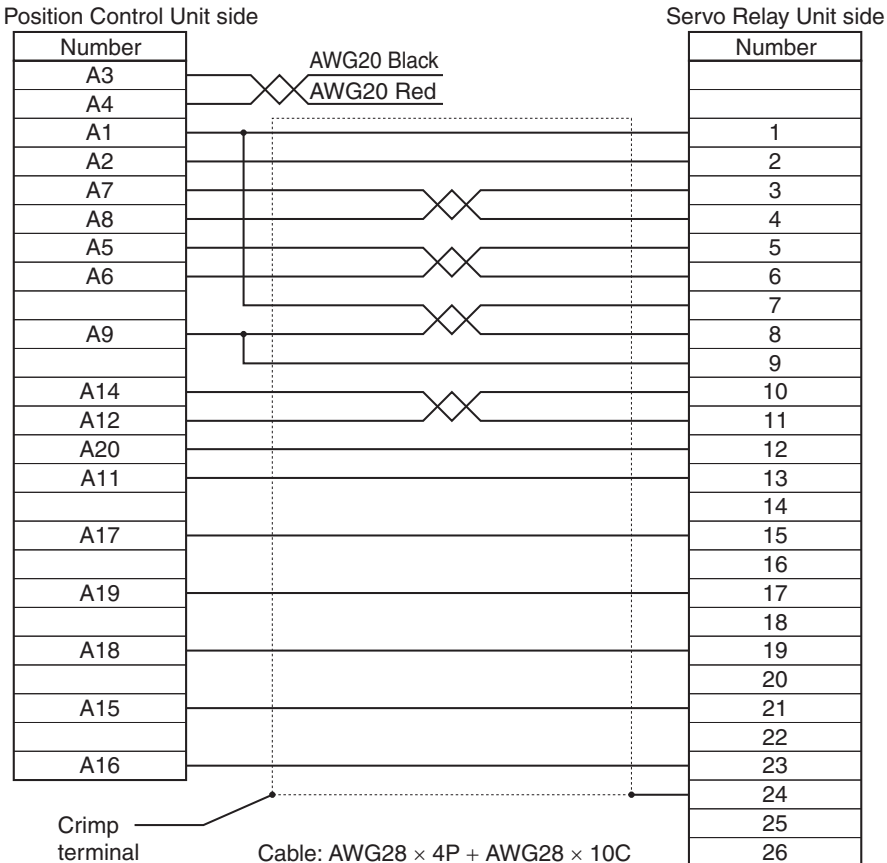 Position Control Unit side Servo Relay Unit side
Number Number
A3 AWG20 Black
A4 AWG20 Red
A1 1
A2 2
A7 3
A8 4
A5 5
A6 6
7
A9 8
9
A14 10
A12 11
A20 12
A11 13
14
A17 15
16
A19 17
18
A18 19
20
A15 21
22
A16 23
24
Crimp 25
terminal Cable: AWG28 × 4P + AWG28 × 10C 26